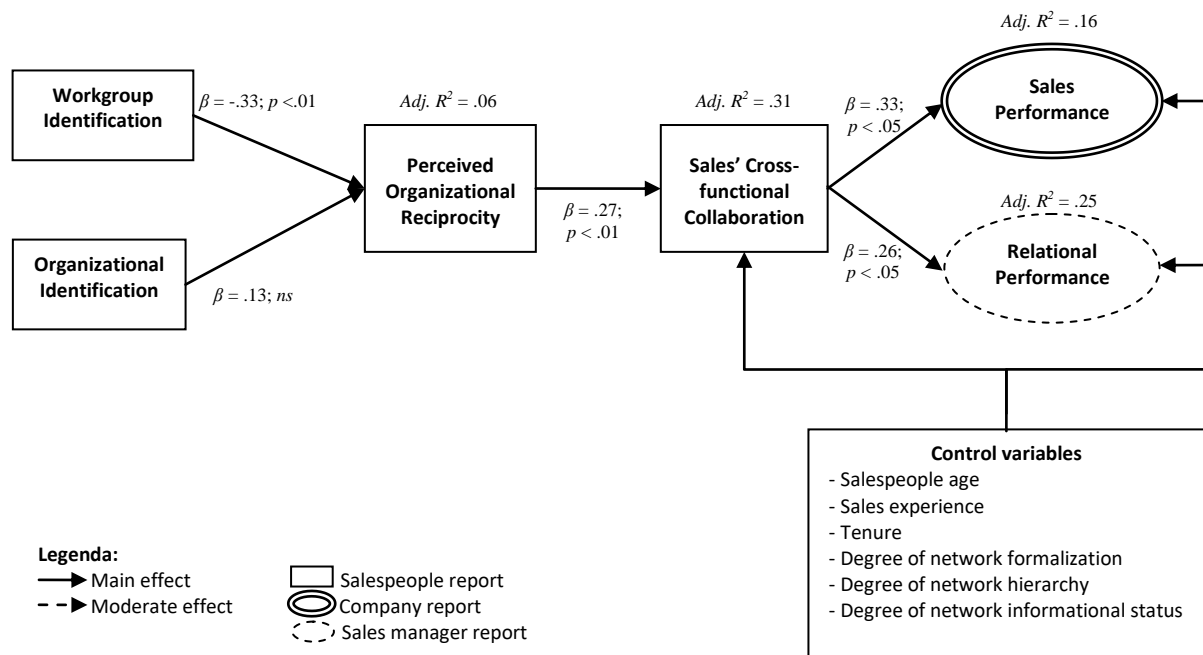 Adj. R² = .16
Workgroup
Identification
β = -.33; p <.01
Adj. R² = .06
Adj. R² = .31
β = .33;
p < .05
Sales
Performance
Perceived
Organizational
Reciprocity
β = .27;
p < .01
Sales’ Cross-
functional
Collaboration
Adj. R² = .25
β = .26;
p < .05
Relational
Performance
Organizational
Identification
β = .13; ns
Control variables
- Salespeople age
- Sales experience
- Tenure
- Degree of network formalization
- Degree of network hierarchy
- Degree of network informational status
Legenda:
Main effect
Moderate effect
Salespeople report
Company report
Sales manager report